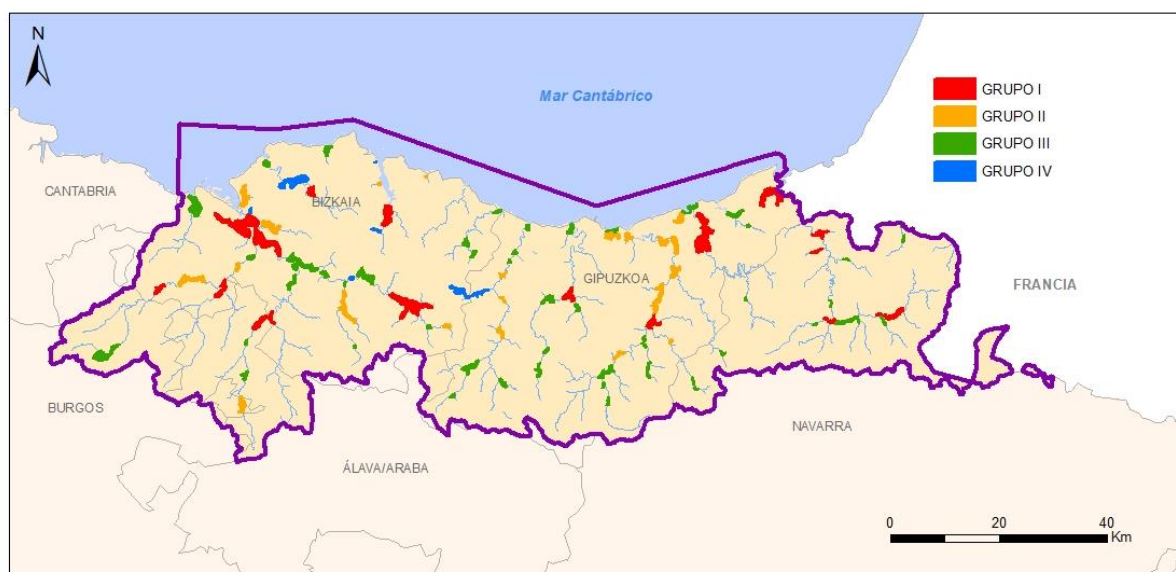 N
Mar Cantábrico
GRUPO I
GRUPO II
GRUPO III
GRUPO IV
CANTABRIA
BIZKAIA
GIPUZKOA
FRANCIA
BURGOS
NAVARRA
ÁLAVA/ARABA
0 20 40
Km